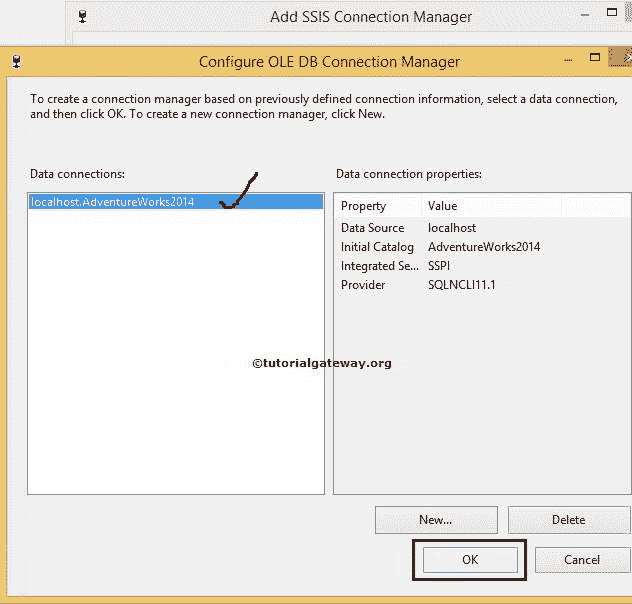 Add SSIS Connection Manager
Configure OLE DB Connection Manager
To create a connection manager based on previously defined connection information, select a data connection,
and then click OK. To create a new connection manager, click New.
Data connections:
Data connection properties:
localhost.AdventureWorks2014
Property Value
Data Source localhost
Initial Catalog AdventureWorks2014
Integrated Se... SSPI
Provider SQLNCLI11.1
©tutorialgateway.org
New... Delete
OK Cancel